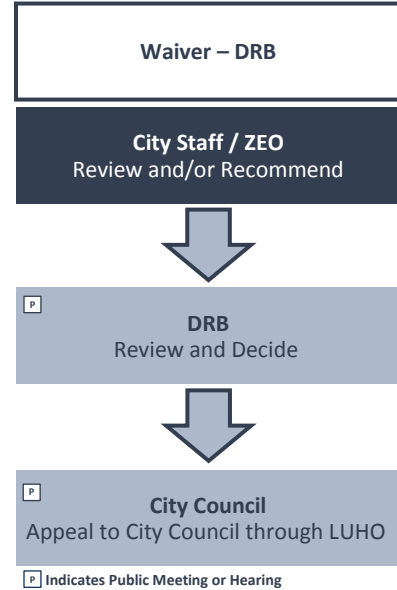 Waiver – DRB
City Staff / ZEO
Review and/or Recommend
P
DRB
Review and Decide
P
City Council
Appeal to City Council through LUHO
P Indicates Public Meeting or Hearing